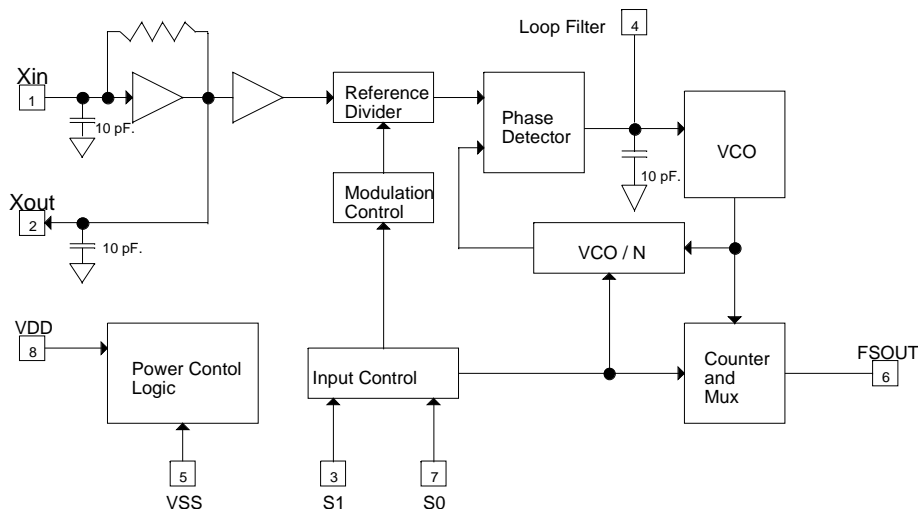 Loop Filter
4
Xin
1
10 pF.
Reference
Divider
Phase
Detector
VCO
10 pF.
Modulation
Control
Xout
2
10 pF.
VCO / N
VDD
8
Power Contol
Logic
Input Control
Counter
and
Mux
FSOUT
6
5
VSS
3
S1
7
S0